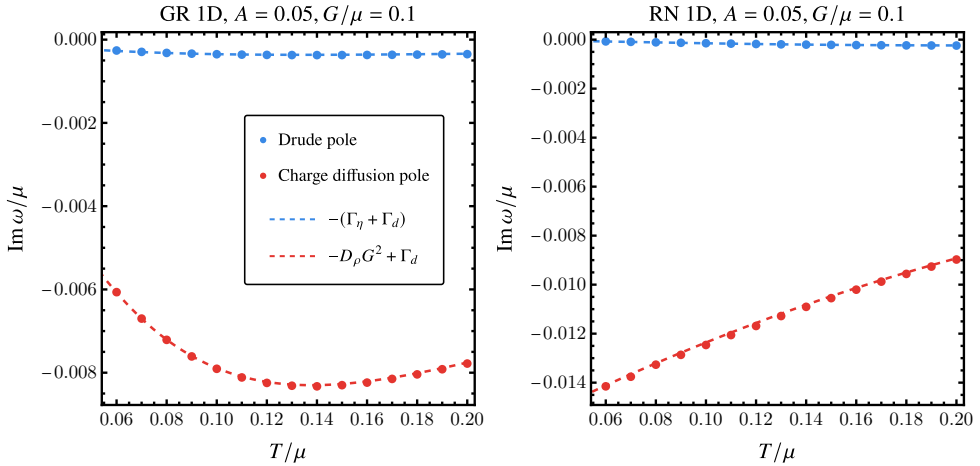 GR 1D, A = 0.05, G/μ = 0.1
0.000
−0.002
−0.004
−0.006
−0.008
Im ω/μ
Drude pole
Charge diffusion pole
−(Γη + Γd)
−DρG² + Γd
0.06 0.08 0.10 0.12 0.14 0.16 0.18 0.20
T/μ
RN 1D, A = 0.05, G/μ = 0.1
0.000
−0.002
−0.004
−0.006
−0.008
−0.010
−0.012
−0.014
Im ω/μ
0.06 0.08 0.10 0.12 0.14 0.16 0.18 0.20
T/μ